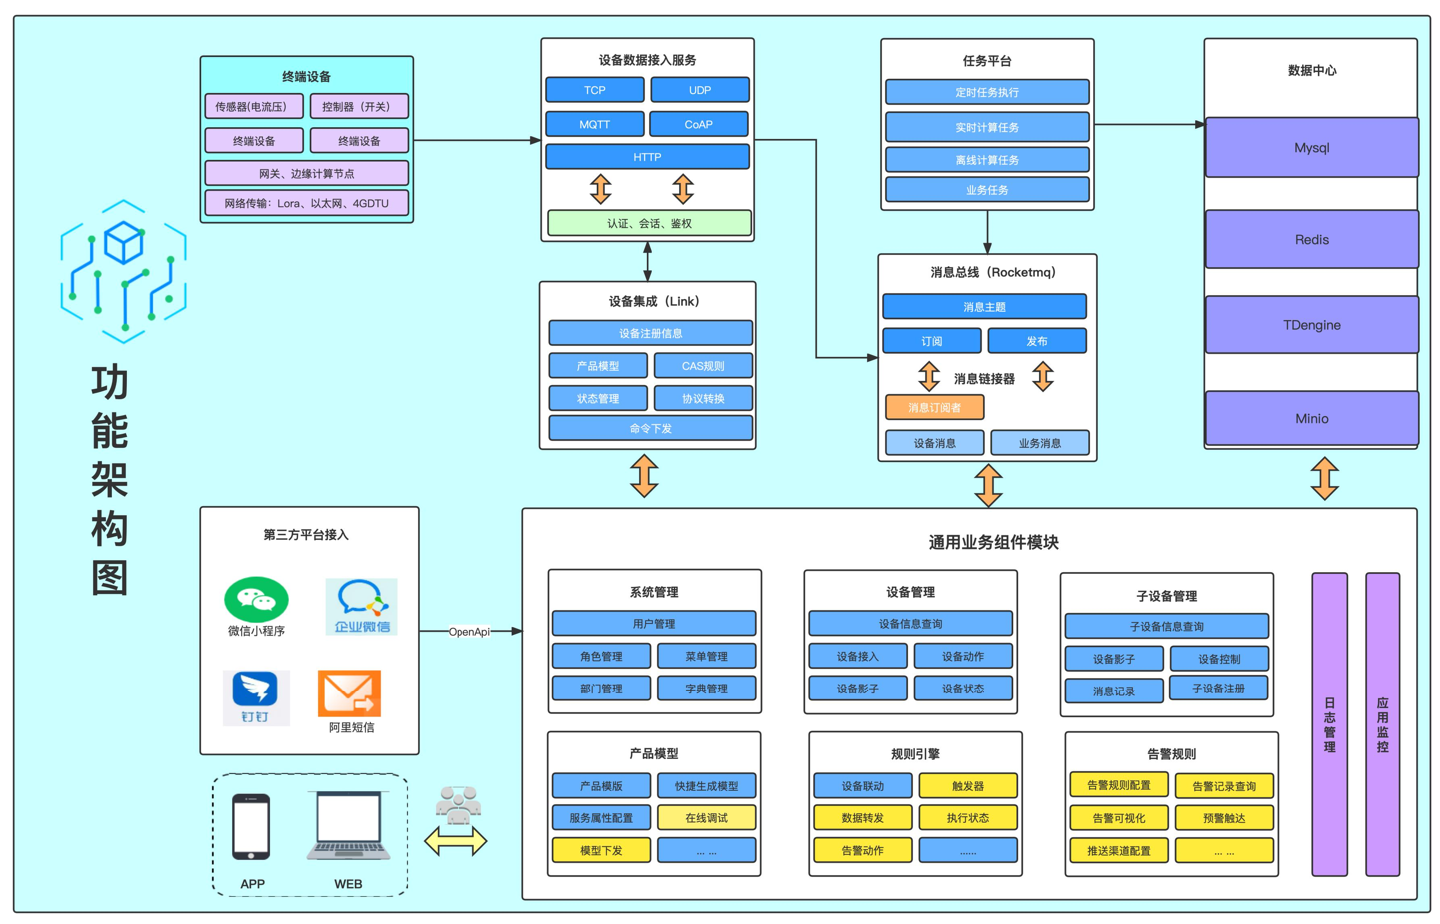 功能架构图
终端设备
传感器(电流压)
控制器（开关）
终端设备
终端设备
网关、边缘计算节点
网络传输：Lora、以太网、4GDTU
设备数据接入服务
TCP
UDP
MQTT
CoAP
HTTP
认证、会话、鉴权
设备集成（Link）
设备注册信息
产品模型
CAS规则
状态管理
协议转换
命令下发
任务平台
定时任务执行
实时计算任务
离线计算任务
业务任务
消息总线（Rocketmq）
消息主题
订阅
发布
消息链接器
消息订阅者
设备消息
业务消息
数据中心
Mysql
Redis
TDengine
Minio
第三方平台接入
微信小程序
企业微信
钉钉
阿里短信
OpenApi
APP
WEB
通用业务组件模块
系统管理
用户管理
角色管理
菜单管理
部门管理
字典管理
设备管理
设备信息查询
设备接入
设备动作
设备影子
设备状态
子设备管理
子设备信息查询
设备影子
设备控制
消息记录
子设备注册
产品模型
产品模版
快捷生成模型
服务属性配置
在线调试
模型下发
... ...
规则引擎
设备联动
触发器
数据转发
执行状态
告警动作
......
告警规则
告警规则配置
告警记录查询
告警可视化
预警触达
推送渠道配置
... ...
日志管理
应用监控